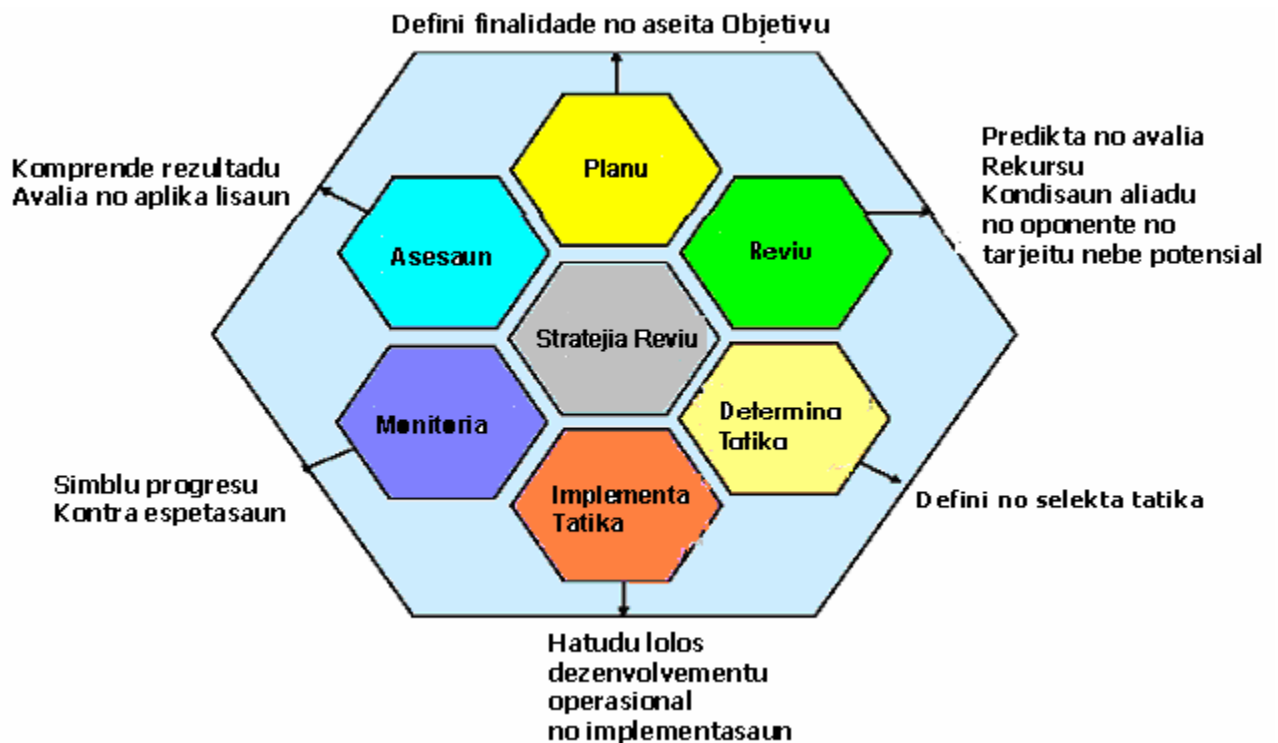 Defini finalidade no aseita Objetivu
Planu
Predikta no avalia
Rekursu
Kondisaun aliadu
no oponente no
tarjeitu nebe potensial
Reviu
Komprende rezultadu
Avalia no aplika lisaun
Asesaun
Stratejia Reviu
Monitoria
Determina
Tatika
Simblu progresu
Kontra espetasaun
Implementa
Tatika
Defini no selekta tatika
Hatudu lolos
dezenvolvementu
operasional
no implementasaun